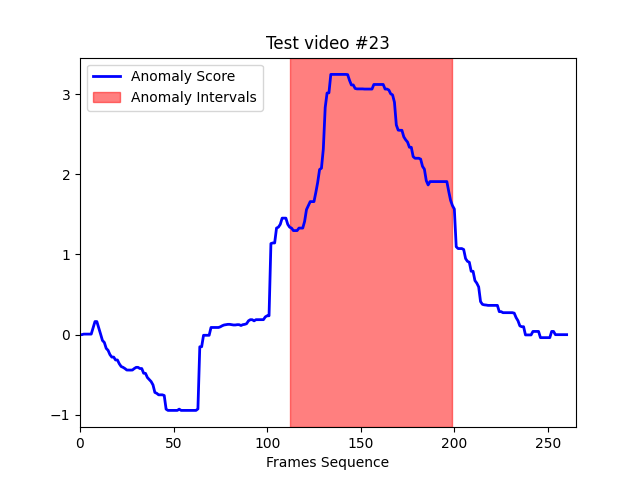 Test video #23
Anomaly Score
Anomaly Intervals
3
2
1
0
−1
0 50 100 150 200 250
Frames Sequence